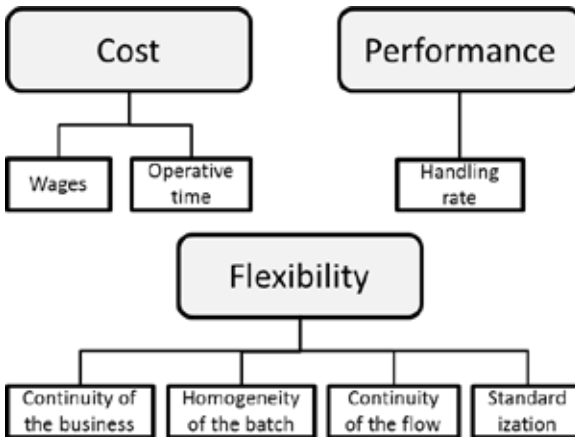 Cost
Performance
Wages
Operative
time
Handling
rate
Flexibility
Continuity of
the business
Homogeneity
of the batch
Continuity
of the flow
Standard
ization